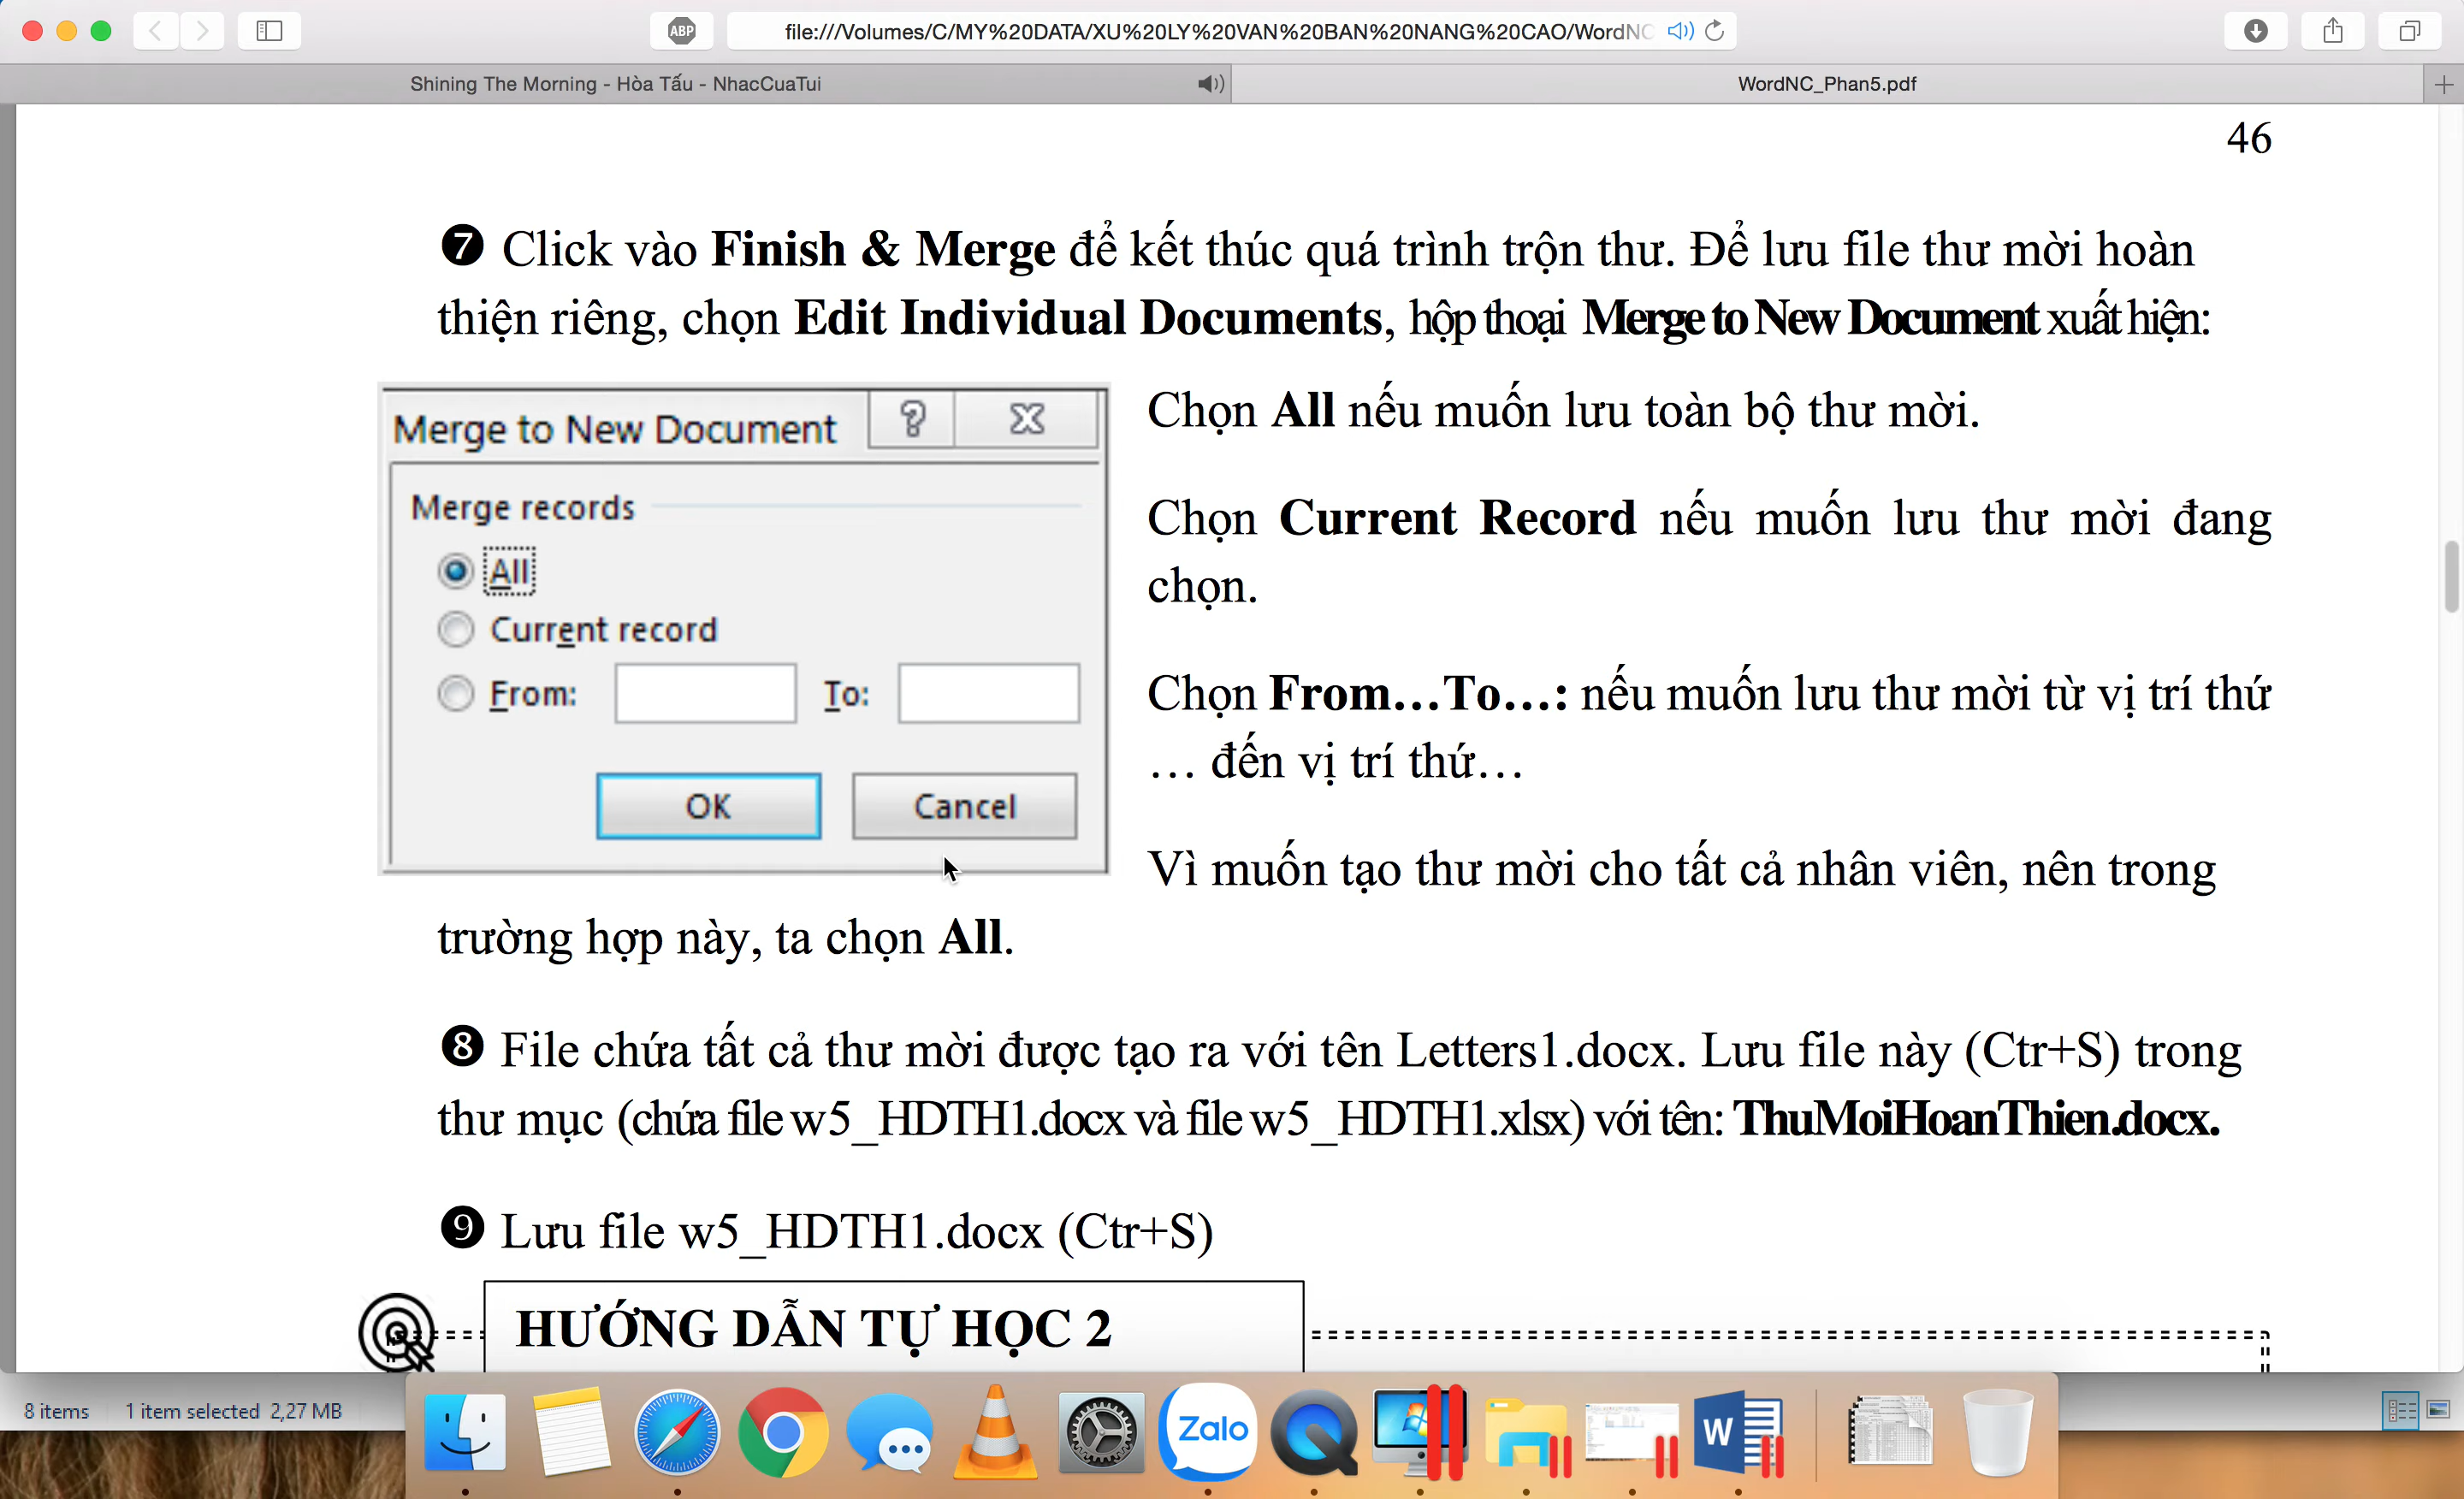 ABP
file:///Volumes/C/MY%20DATA/XU%20LY%20VAN%20BAN%20NANG%20CAO/WordNC
Shining The Morning - Hòa Tấu - NhacCuaTui
WordNC_Phan5.pdf
46
❼ Click vào Finish & Merge để kết thúc quá trình trộn thư. Để lưu file thư mời hoàn
thiện riêng, chọn Edit Individual Documents, hộp thoại Merge to New Document xuất hiện:
Merge to New Document
Merge records
All
Current record
From: To:
OK Cancel
Chọn All nếu muốn lưu toàn bộ thư mời.
Chọn Current Record nếu muốn lưu thư mời đang
chọn.
Chọn From…To…: nếu muốn lưu thư mời từ vị trí thứ
… đến vị trí thứ…
Vì muốn tạo thư mời cho tất cả nhân viên, nên trong
trường hợp này, ta chọn All.
❽ File chứa tất cả thư mời được tạo ra với tên Letters1.docx. Lưu file này (Ctr+S) trong
thư mục (chứa file w5_HDTH1.docx và file w5_HDTH1.xlsx) với tên: ThuMoiHoanThien.docx.
❾ Lưu file w5_HDTH1.docx (Ctr+S)
HƯỚNG DẪN TỰ HỌC 2
8 items 1 item selected 2,27 MB
Zalo
W